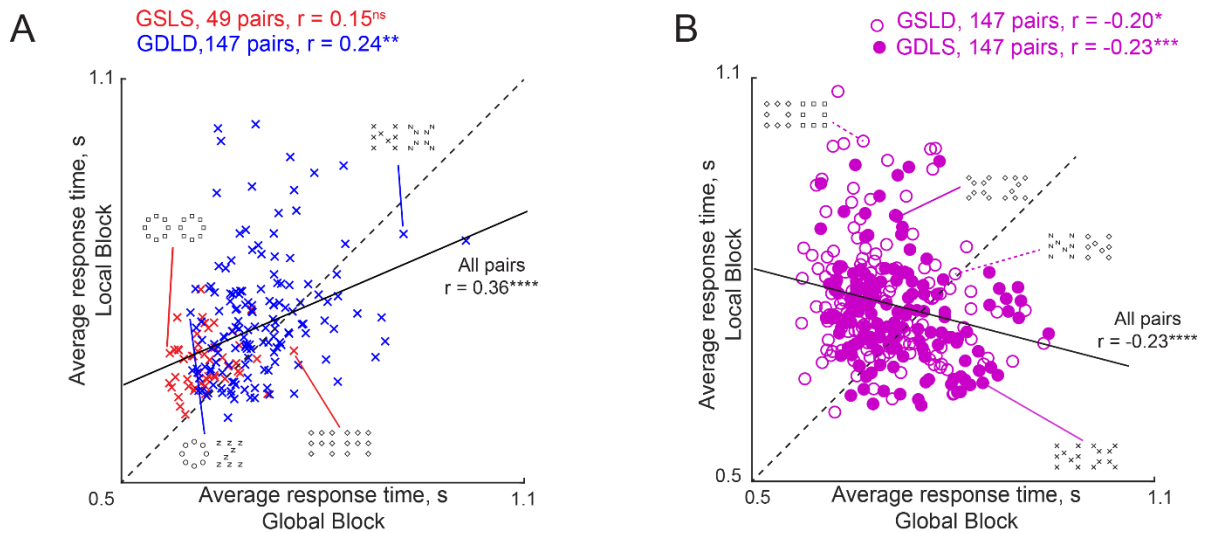 A
GSLS, 49 pairs, r = 0.15ns
GDLD,147 pairs, r = 0.24**
1.1
Average response time, s
Local Block
All pairs
r = 0.36****
0.5
Average response time, s
1.1
Global Block
B
GSLD, 147 pairs, r = -0.20*
GDLS, 147 pairs, r = -0.23***
1.1
Average response time, s
Local Block
All pairs
r = -0.23****
0.5
0.5
Average response time, s
1.1
Global Block